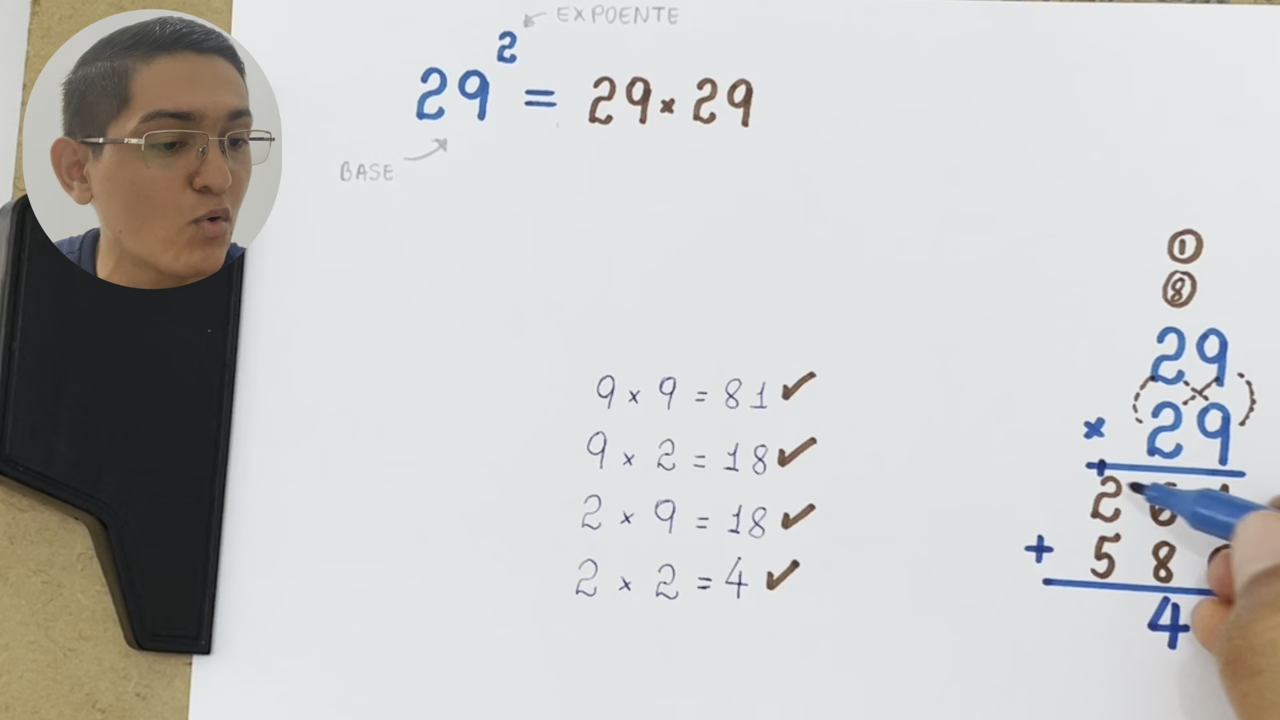 EXPOENTE
29² = 29 × 29
BASE
1
8
29
× 29
2
+ 58
4
9 × 9 = 81 ✓
9 × 2 = 18 ✓
2 × 9 = 18 ✓
2 × 2 = 4 ✓